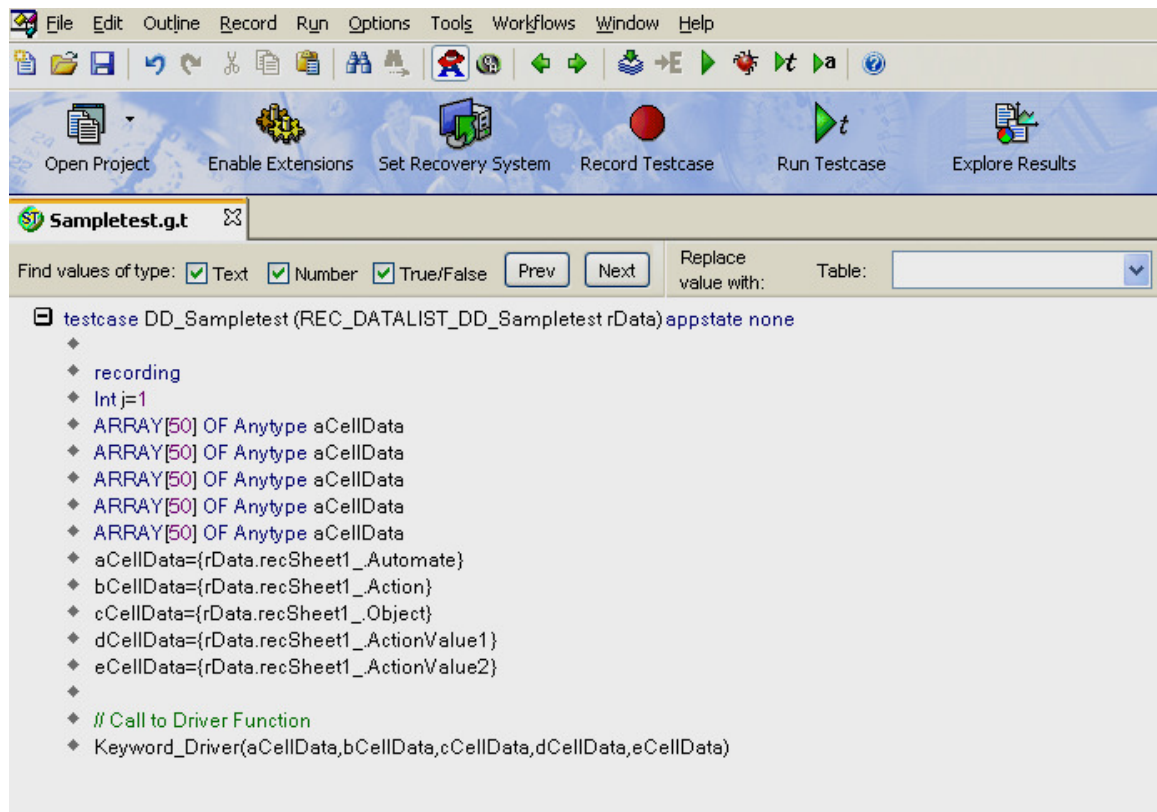 File Edit Outline Record Run Options Tools Workflows Window Help
E t a ?
t
Open Project Enable Extensions Set Recovery System Record Testcase Run Testcase Explore Results
ST Sampletest.g.t
Find values of type: Text Number True/False Prev Next Replace value with: Table:
testcase DD_Sampletest (REC_DATALIST_DD_Sampletest rData) appstate none
recording
Int j=1
ARRAY[50] OF Anytype aCellData
ARRAY[50] OF Anytype aCellData
ARRAY[50] OF Anytype aCellData
ARRAY[50] OF Anytype aCellData
ARRAY[50] OF Anytype aCellData
aCellData={rData.recSheet1_.Automate}
bCellData={rData.recSheet1_.Action}
cCellData={rData.recSheet1_.Object}
dCellData={rData.recSheet1_.ActionValue1}
eCellData={rData.recSheet1_.ActionValue2}
// Call to Driver Function
Keyword_Driver(aCellData,bCellData,cCellData,dCellData,eCellData)